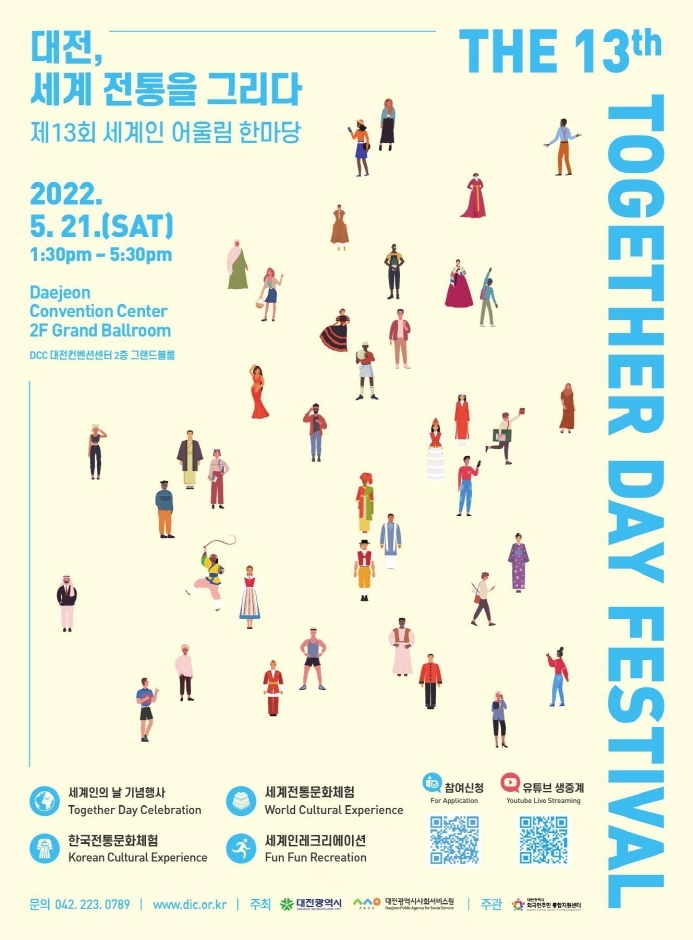 대전,
세계 전통을 그리다
제13회 세계인 어울림 한마당
THE 13th
TOGETHER DAY FESTIVAL
2022.
5. 21.(SAT)
1:30pm – 5:30pm
Daejeon
Convention Center
2F Grand Ballroom
DCC 대전컨벤션센터 2층 그랜드볼룸
세계인의 날 기념행사
Together Day Celebration
세계전통문화체험
World Cultural Experience
한국전통문화체험
Korean Cultural Experience
세계인레크리에이션
Fun Fun Recreation
참여신청
For Application
유튜브 생중계
Youtube Live Streaming
문의 042. 223. 0789 | www.dic.or.kr | 주최 대전광역시 PASS 대전광역시사회서비스원 | 주관 대전광역시
Daejeon Public Agency for Social Service
외국인주민 통합지원센터